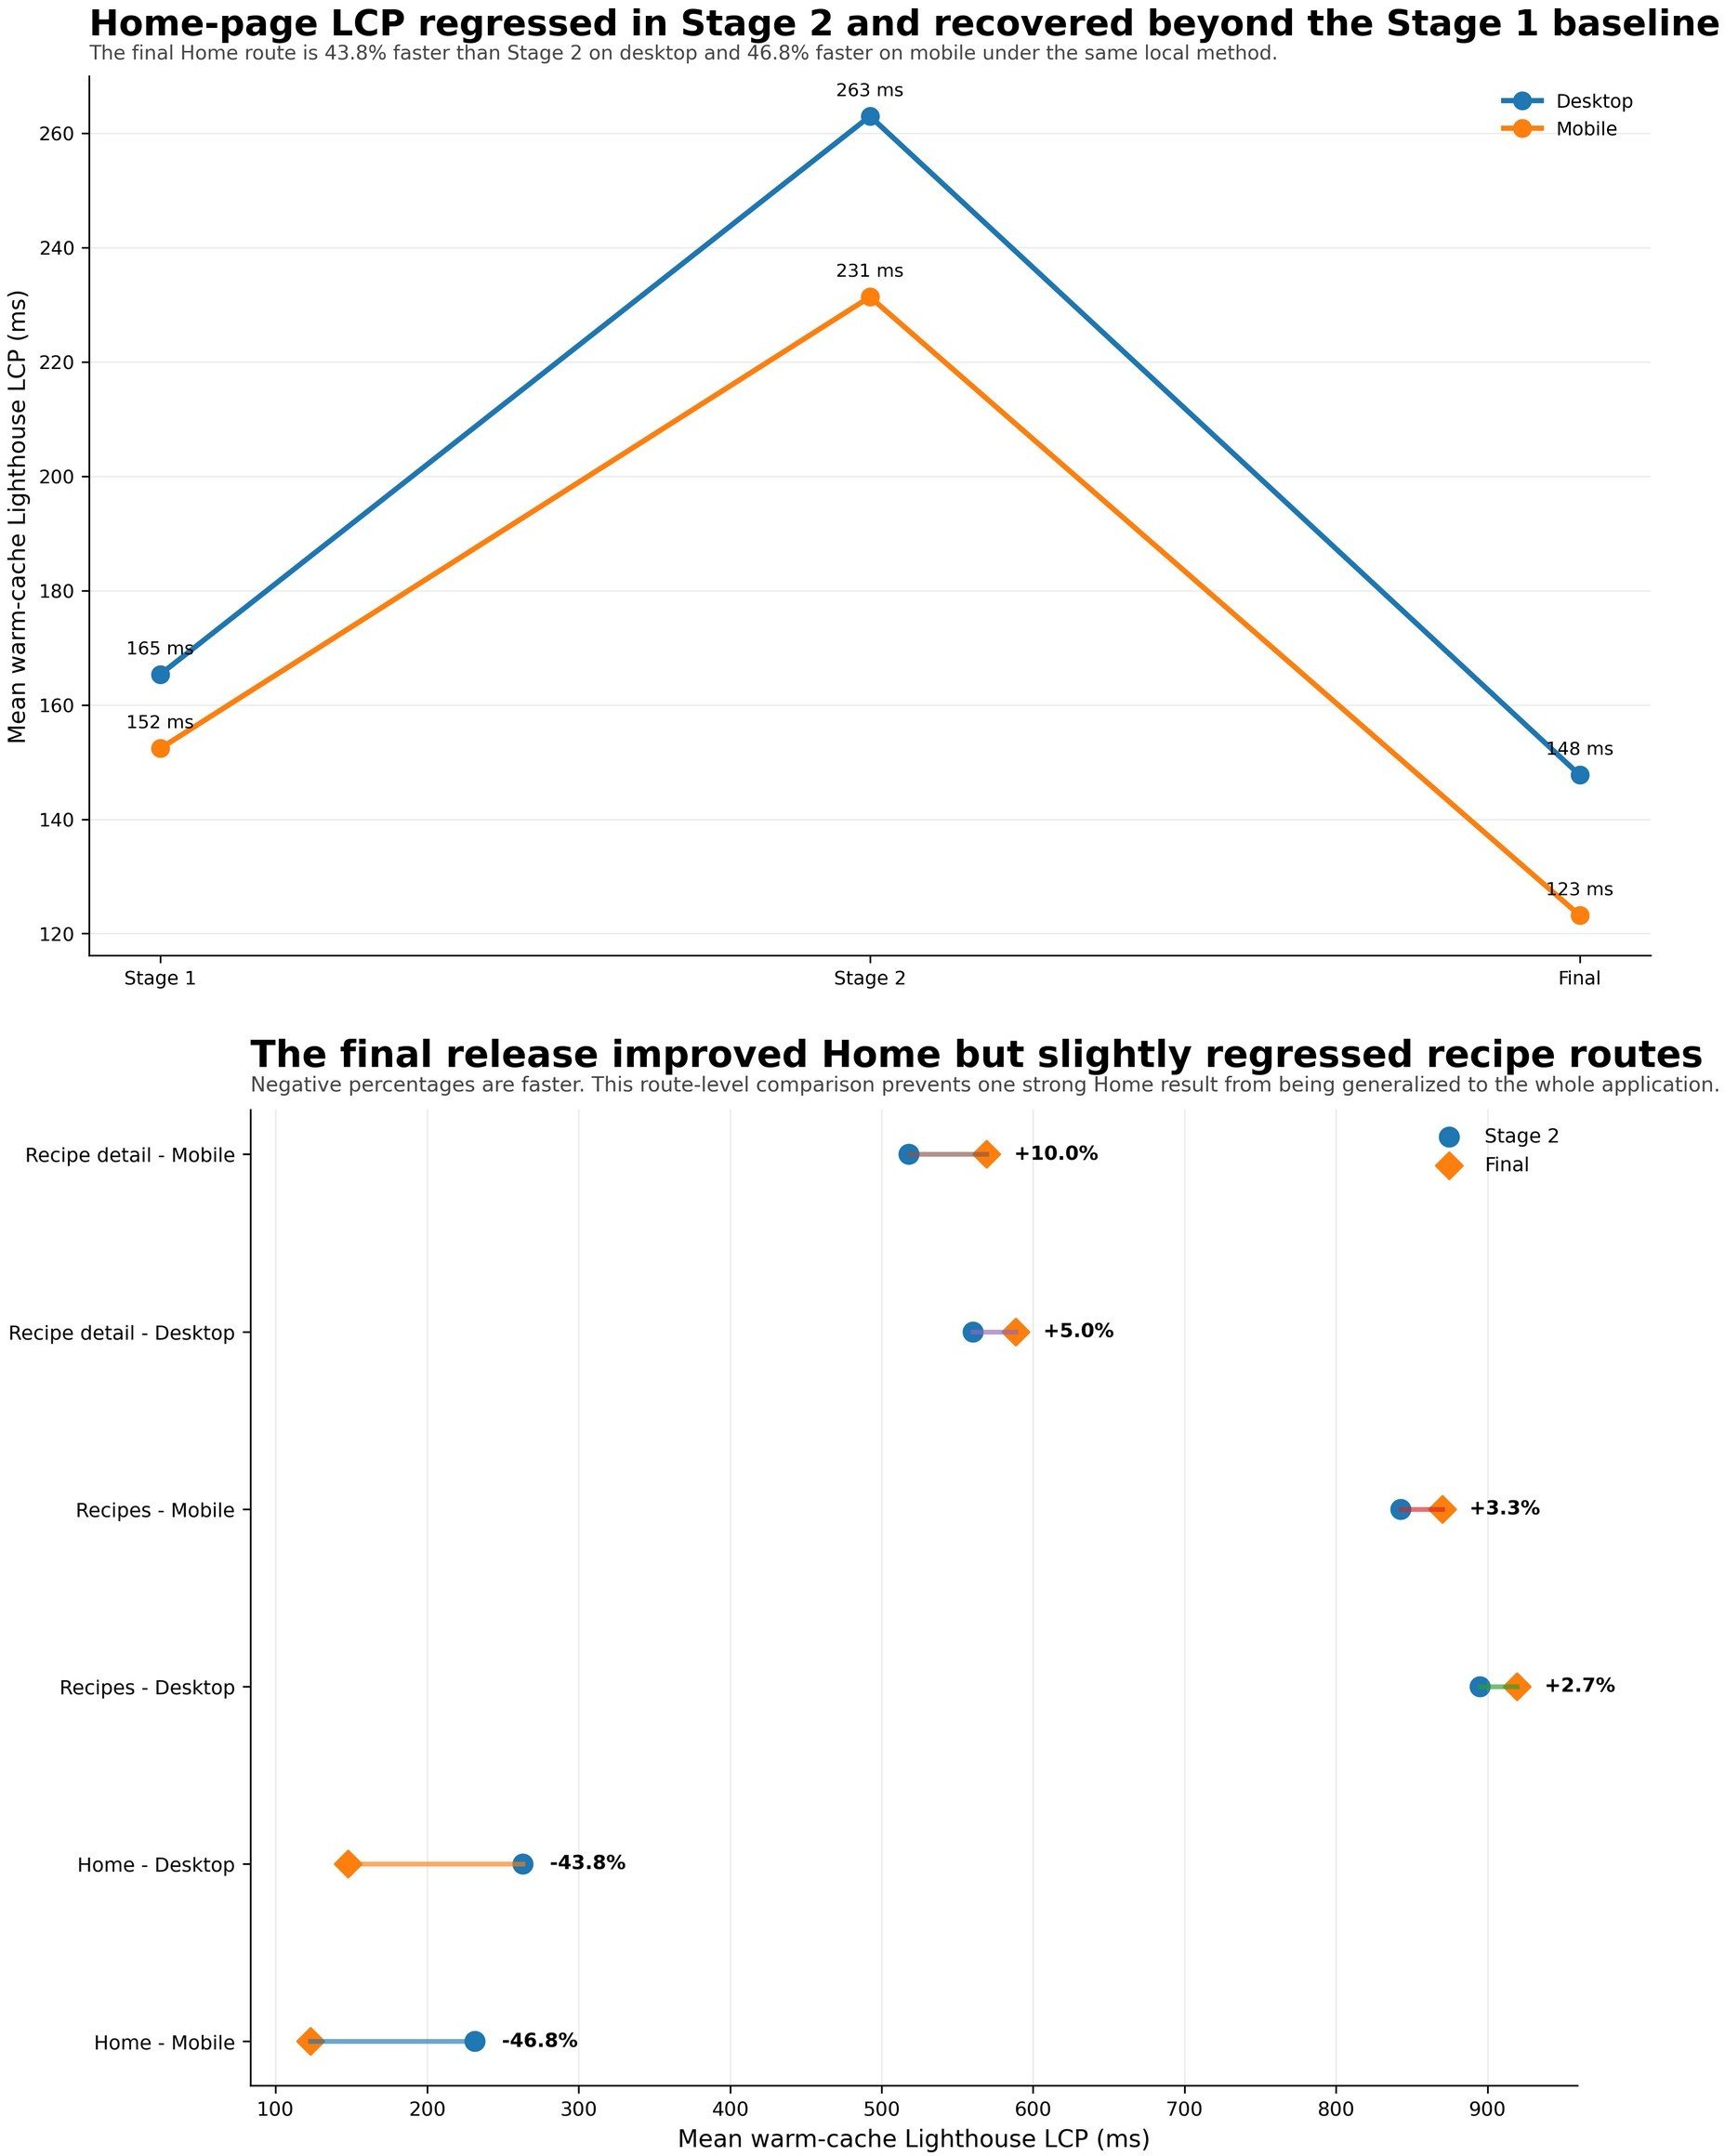 Home-page LCP regressed in Stage 2 and recovered beyond the Stage 1 baseline
The final Home route is 43.8% faster than Stage 2 on desktop and 46.8% faster on mobile under the same local method.
263 ms
Desktop
Mobile
260
231 ms
240
220
200
180
165 ms
160
152 ms
148 ms
140
123 ms
120
Mean warm-cache Lighthouse LCP (ms)
Stage 1
Stage 2
Final
The final release improved Home but slightly regressed recipe routes
Negative percentages are faster. This route-level comparison prevents one strong Home result from being generalized to the whole application.
Stage 2
Final
Recipe detail - Mobile
+10.0%
Recipe detail - Desktop
+5.0%
Recipes - Mobile
+3.3%
Recipes - Desktop
+2.7%
Home - Desktop
-43.8%
Home - Mobile
-46.8%
100
200
300
400
500
600
700
800
900
Mean warm-cache Lighthouse LCP (ms)